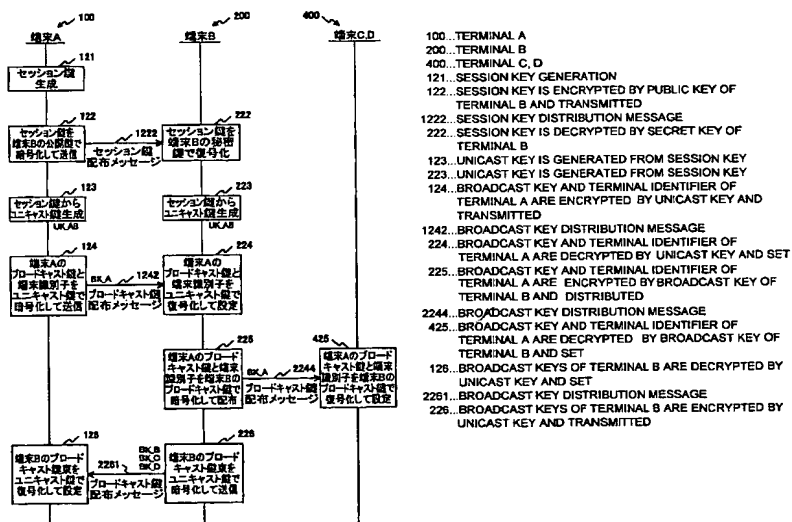 100
200
400
端末A
端末B
端末C,D
121
セッション鍵
生成
122
セッション鍵を
端末Bの公開鍵で
暗号化して送信
1222
セッション鍵
配布メッセージ
222
セッション鍵を
端末Bの秘密
鍵で復号化
123
セッション鍵から
ユニキャスト鍵生成
UK_AB
223
セッション鍵から
ユニキャスト鍵生成
UK_AB
124
端末Aの
ブロードキャスト鍵と
端末識別子を
ユニキャスト鍵で
暗号化して送信
BK_A
1242
ブロードキャスト鍵
配布メッセージ
224
端末Aの
ブロードキャスト鍵と
端末識別子を
ユニキャスト鍵で
復号化して設定
225
端末Aのブロード
キャスト鍵と端末
識別子を端末Bの
ブロードキャスト鍵で
暗号化して配布
BK_A
2244
ブロードキャスト鍵
配布メッセージ
425
端末Aのブロード
キャスト鍵と端末
識別子を端末Bの
ブロードキャスト鍵で
復号化して設定
126
端末Bのブロード
キャスト鍵束を
ユニキャスト鍵で
復号化して設定
BK_B
BK_C
BK_D
2261
ブロードキャスト鍵
配布メッセージ
226
端末Bのブロード
キャスト鍵束を
ユニキャスト鍵で
暗号化して送信
100...TERMINAL A
200...TERMINAL B
400...TERMINAL C, D
121...SESSION KEY GENERATION
122...SESSION KEY IS ENCRYPTED BY PUBLIC KEY OF
TERMINAL B AND TRANSMITTED
1222...SESSION KEY DISTRIBUTION MESSAGE
222...SESSION KEY IS DECRYPTED BY SECRET KEY OF
TERMINAL B
123...UNICAST KEY IS GENERATED FROM SESSION KEY
223...UNICAST KEY IS GENERATED FROM SESSION KEY
124...BROADCAST KEY AND TERMINAL IDENTIFIER OF
TERMINAL A ARE ENCRYPTED BY UNICAST KEY AND
TRANSMITTED
1242...BROADCAST KEY DISTRIBUTION MESSAGE
224...BROADCAST KEY AND TERMINAL IDENTIFIER OF
TERMINAL A ARE DECRYPTED BY UNICAST KEY AND SET
225...BROADCAST KEY AND TERMINAL IDENTIFIER OF
TERMINAL A ARE ENCRYPTED BY BROADCAST KEY OF
TERMINAL B AND DISTRIBUTED
2244...BROADCAST KEY DISTRIBUTION MESSAGE
425...BROADCAST KEY AND TERMINAL IDENTIFIER OF
TERMINAL A ARE DECRYPTED BY BROADCAST KEY OF
TERMINAL B AND SET
126...BROADCAST KEYS OF TERMINAL B ARE DECRYPTED BY
UNICAST KEY AND SET
2261...BROADCAST KEY DISTRIBUTION MESSAGE
226...BROADCAST KEYS OF TERMINAL B ARE ENCRYPTED BY
UNICAST KEY AND TRANSMITTED